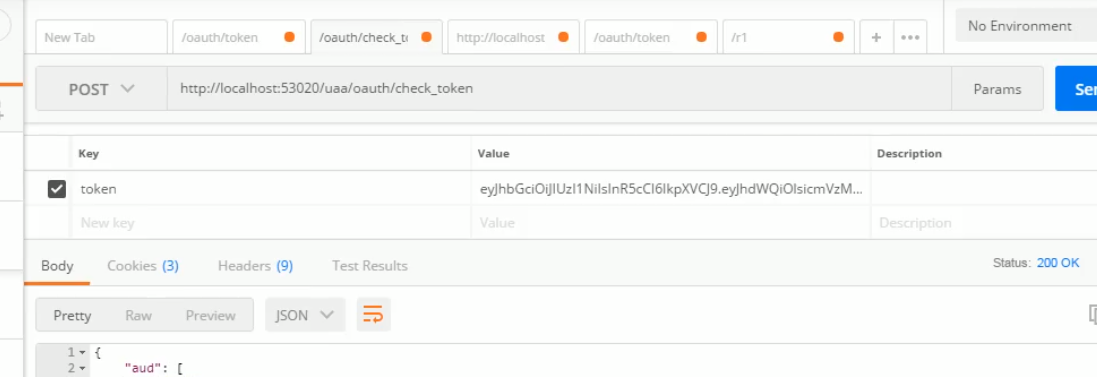 New Tab
/oauth/token
/oauth/check_t
http://localhost
/oauth/token
/r1
No Environment
POST
http://localhost:53020/uaa/oauth/check_token
Params
Sen
Key
Value
Description
token
eyJhbGciOiJIUzI1NiIsInR5cCI6IkpXVCJ9.eyJhdWQiOlsicmVzM...
New key
Value
Description
Body
Cookies (3)
Headers (9)
Test Results
Status: 200 OK
Pretty
Raw
Preview
JSON
1 {
2 "aud": [